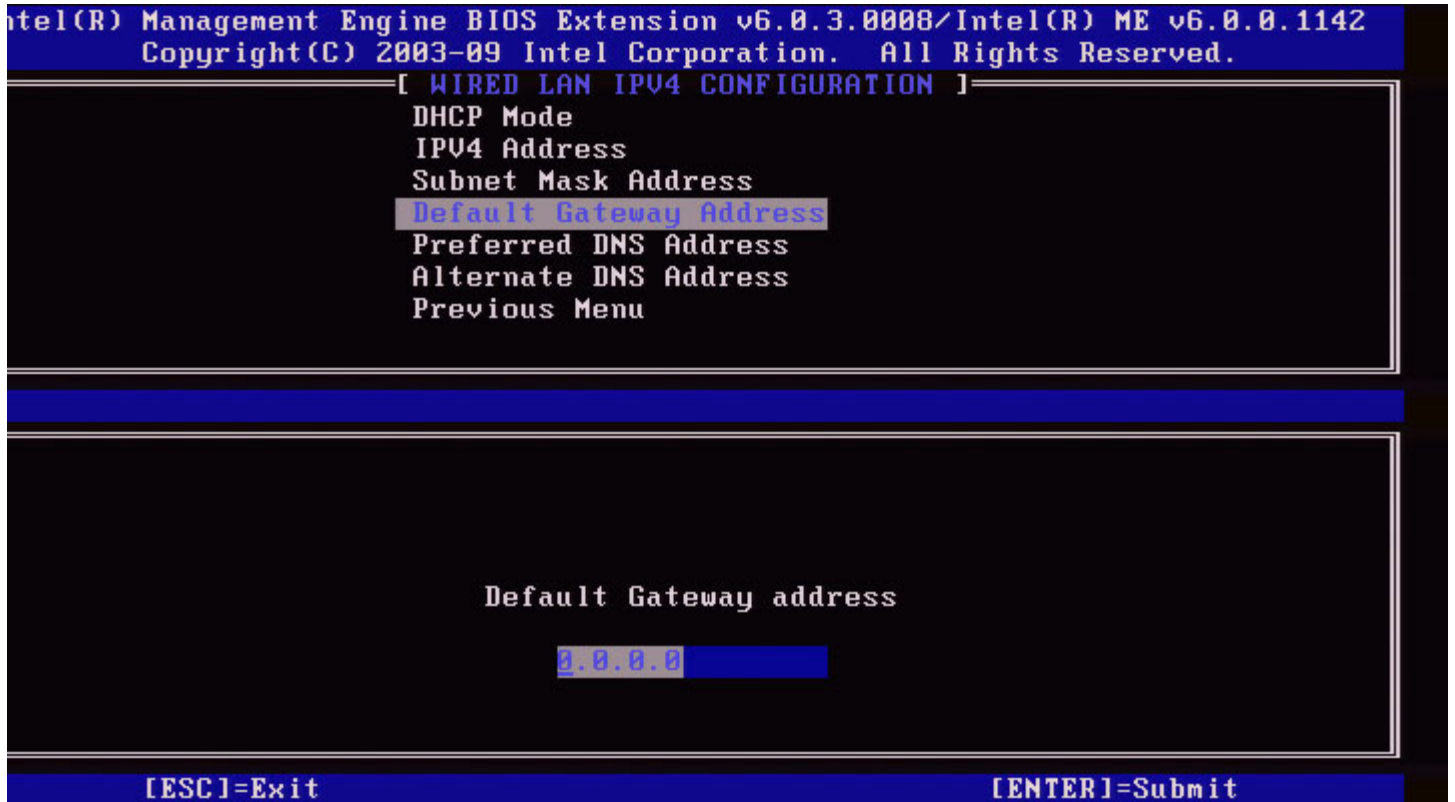 ntel(R) Management Engine BIOS Extension v6.0.3.0008/Intel(R) ME v6.0.0.1142
Copyright(C) 2003-09 Intel Corporation. All Rights Reserved.
[ WIRED LAN IPV4 CONFIGURATION ]
DHCP Mode
IPV4 Address
Subnet Mask Address
Default Gateway Address
Preferred DNS Address
Alternate DNS Address
Previous Menu
Default Gateway address
0.0.0.0
[ESC]=Exit [ENTER]=Submit